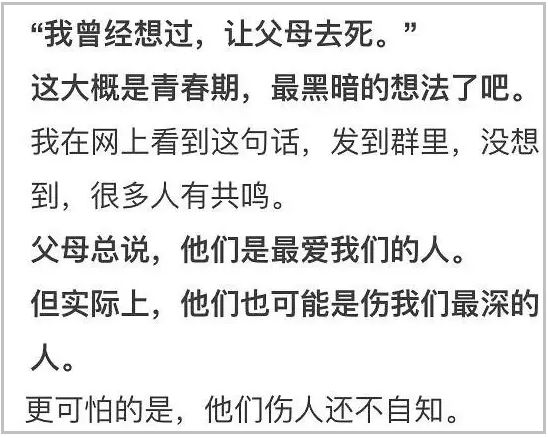 “我曾经想过，让父母去死。”
这大概是青春期，最黑暗的想法了吧。
我在网上看到这句话，发到群里，没想
到，很多人有共鸣。
父母总说，他们是最爱我们的人。
但实际上，他们也可能是伤我们最深的
人。
更可怕的是，他们伤人还不自知。